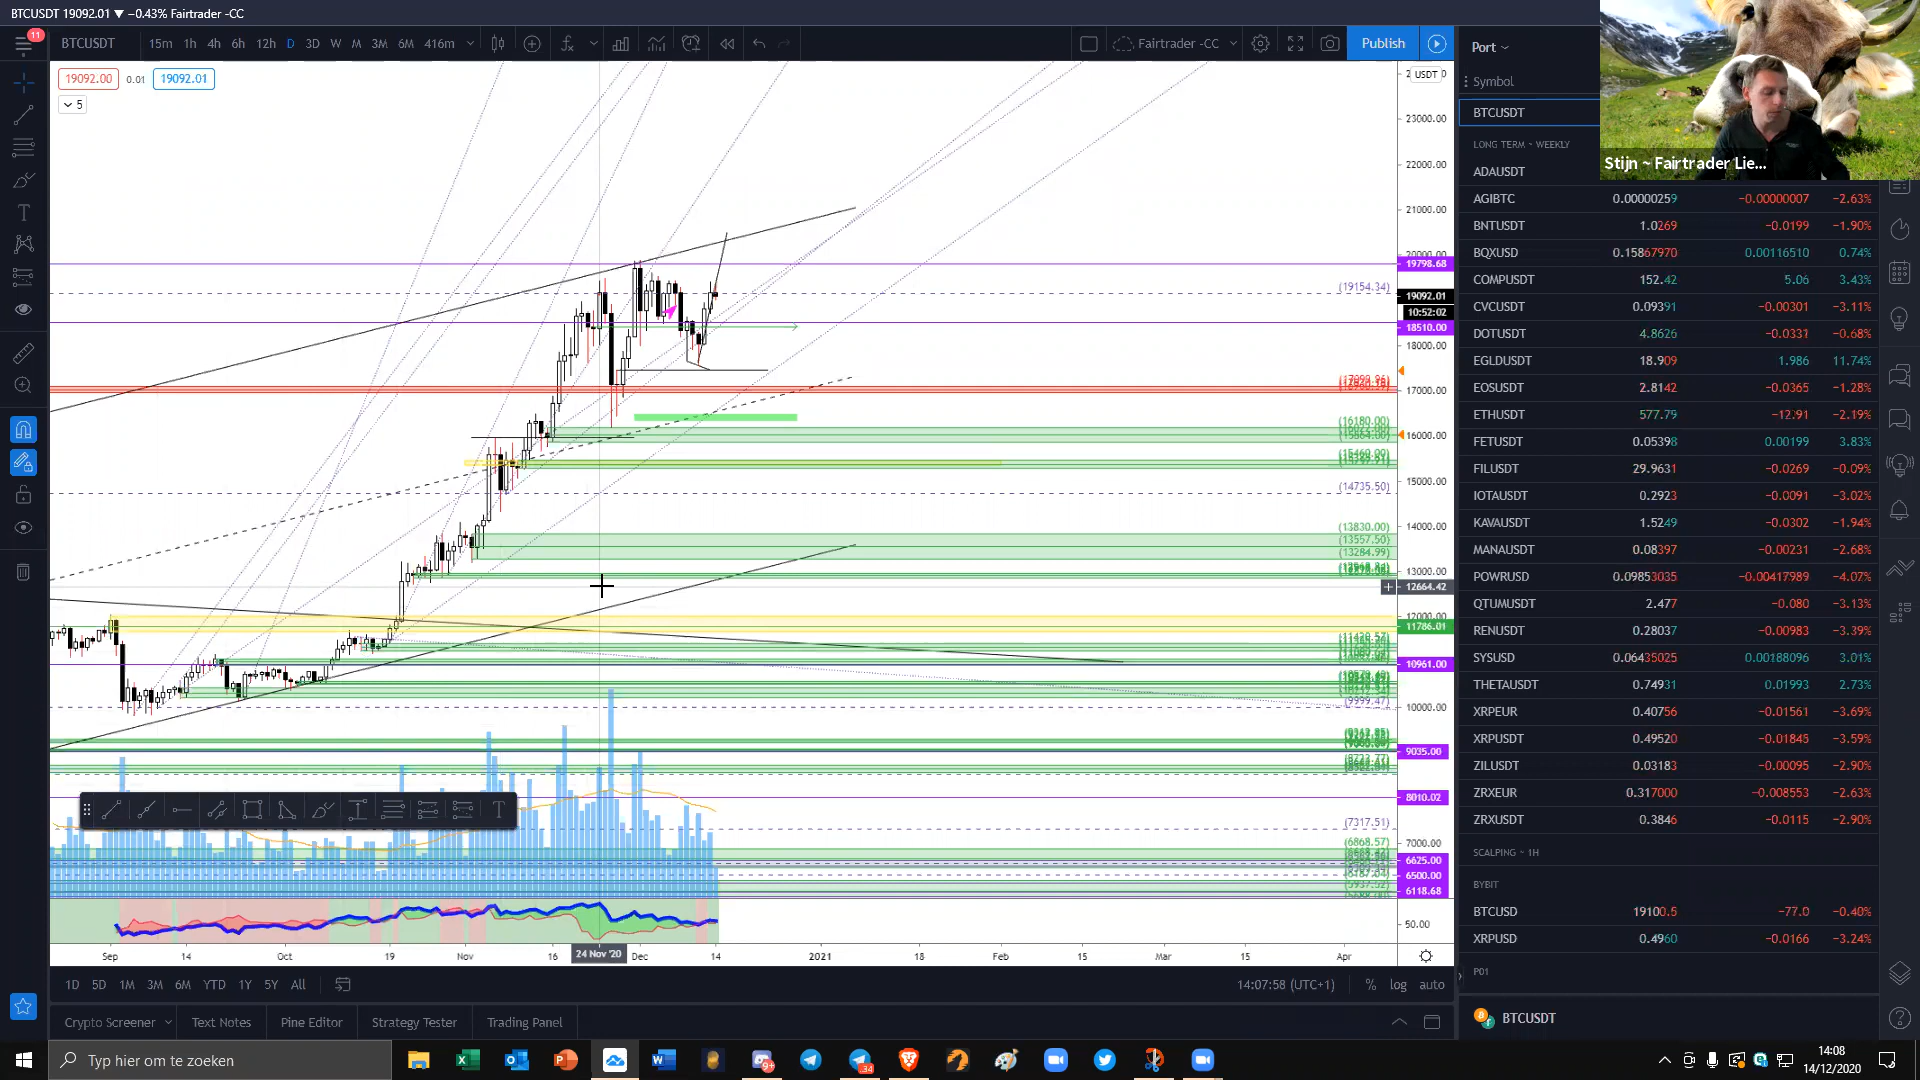 BTCUSDT 19092.01 ▼ −0.43% Fairtrader -CC
11
BTCUSDT 15m 1h 4h 6h 12h D 3D W M 3M 6M 416m
Fairtrader -CC
Publish
19092.00 0.01 19092.01
5
USDT
23000.00
22000.00
21000.00
20000.00
19798.68
(19154.34)
19092.01
10:52:02
18510.00
18000.00
17000.00
(16180.00)
16000.00
(15460.00)
15000.00
(14735.50)
14000.00
(13830.00)
(13557.50)
(13284.99)
13000.00
12664.42
12000.00
11786.01
10961.00
10000.00
(9999.47)
9035.00
8010.02
(7317.51)
7000.00
(6868.57)
6625.00
6500.00
6118.68
50.00
Sep 14 Oct 19 Nov 16 24 Nov '20 Dec 14 2021 18 Feb 15 Mar 15 Apr
1D 5D 1M 3M 6M YTD 1Y 5Y All
14:07:58 (UTC+1) % log auto
Crypto Screener Text Notes Pine Editor Strategy Tester Trading Panel
Port
Symbol
BTCUSDT
LONG TERM ~ WEEKLY
ADAUSDT
AGIBTC 0.00000259 −0.00000007 −2.63%
BNTUSDT 1.0269 −0.0199 −1.90%
BQXUSD 0.15867970 0.00116510 0.74%
COMPUSDT 152.42 5.06 3.43%
CVCUSDT 0.09391 −0.00301 −3.11%
DOTUSDT 4.8626 −0.0331 −0.68%
EGLDUSDT 18.909 1.986 11.74%
EOSUSDT 2.8142 −0.0365 −1.28%
ETHUSDT 577.79 −12.91 −2.19%
FETUSDT 0.05398 0.00199 3.83%
FILUSDT 29.9631 −0.0269 −0.09%
IOTAUSDT 0.2923 −0.0091 −3.02%
KAVAUSDT 1.5249 −0.0302 −1.94%
MANAUSDT 0.08397 −0.00231 −2.68%
POWRUSD 0.09853035 −0.00417989 −4.07%
QTUMUSDT 2.477 −0.080 −3.13%
RENUSDT 0.28037 −0.00983 −3.39%
SYSUSD 0.06435025 0.00188096 3.01%
THETAUSDT 0.74931 0.01993 2.73%
XRPEUR 0.40756 −0.01561 −3.69%
XRPUSDT 0.49520 −0.01845 −3.59%
ZILUSDT 0.03183 −0.00095 −2.90%
ZRXEUR 0.317000 −0.008553 −2.63%
ZRXUSDT 0.3846 −0.0115 −2.90%
SCALPING ~ 1H
BYBIT
BTCUSD 19100.5 −77.0 −0.40%
XRPUSD 0.4960 −0.0166 −3.24%
P01
BTCUSDT
Stijn ~ Fairtrader Lie...
Typ hier om te zoeken
9+
34
14:08
14/12/2020